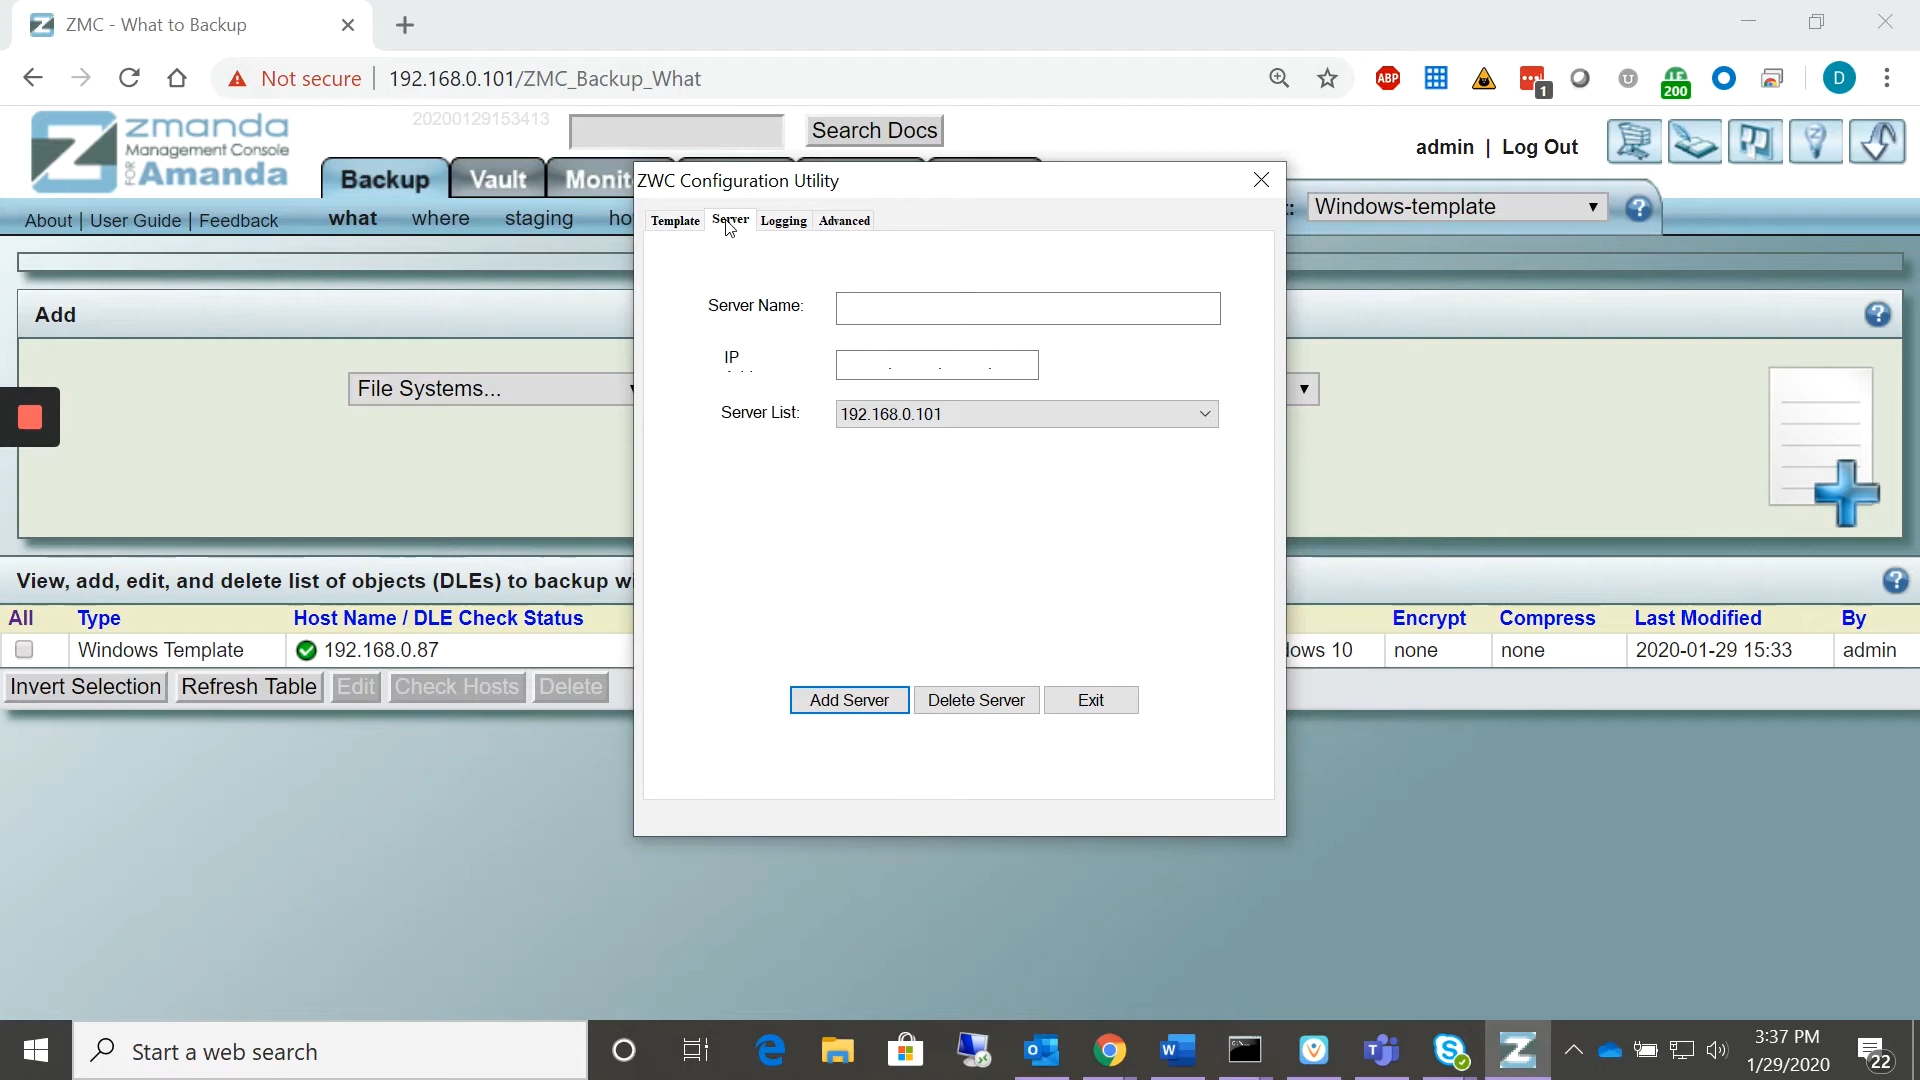 ZMC - What to Backup
Not secure | 192.168.0.101/ZMC_Backup_What
ABP
1
U
LE
200
D
zmanda
Management Console
FOR Amanda
20200129153413
Search Docs
admin | Log Out
Backup
Vault
Monit
About | User Guide | Feedback
what
where
staging
ho
Windows-template
ZWC Configuration Utility
Template
Server
Logging
Advanced
Server Name:
IP
Server List:
192.168.0.101
Add Server
Delete Server
Exit
Add
File Systems...
View, add, edit, and delete list of objects (DLEs) to backup w
All
Type
Host Name / DLE Check Status
Encrypt
Compress
Last Modified
By
Windows Template
192.168.0.87
dows 10
none
none
2020-01-29 15:33
admin
Invert Selection
Refresh Table
Edit
Check Hosts
Delete
Start a web search
3:37 PM
1/29/2020
22